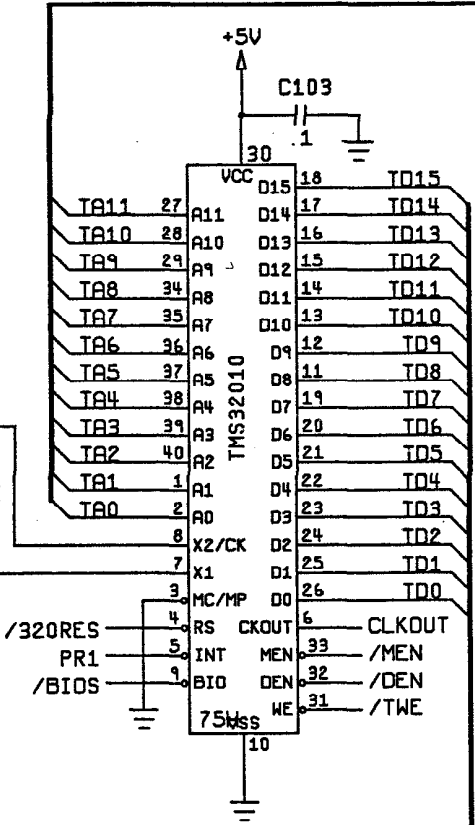 +5V
C103
.1
30
VCC
D15 18 TD15
TA11 27 A11 D14 17 TD14
TA10 28 A10 D13 16 TD13
TA9 29 A9 D12 15 TD12
TA8 34 A8 D11 14 TD11
TA7 35 A7 D10 13 TD10
TA6 36 A6 D9 12 TD9
TA5 37 A5 D8 11 TD8
TA4 38 A4 D7 19 TD7
TA3 39 A3 D6 20 TD6
TA2 40 A2 D5 21 TD5
TA1 1 A1 D4 22 TD4
TA0 2 A0 D3 23 TD3
8 X2/CK D2 24 TD2
7 X1 D1 25 TD1
3 MC/MP D0 26 TD0
/320RES 4 RS CKOUT 6 CLKOUT
PR1 5 INT MEN 33 /MEN
/BIOS 9 BIO DEN 32 /DEN
WE 31 /TWE
TMS32010
75W
VSS
10